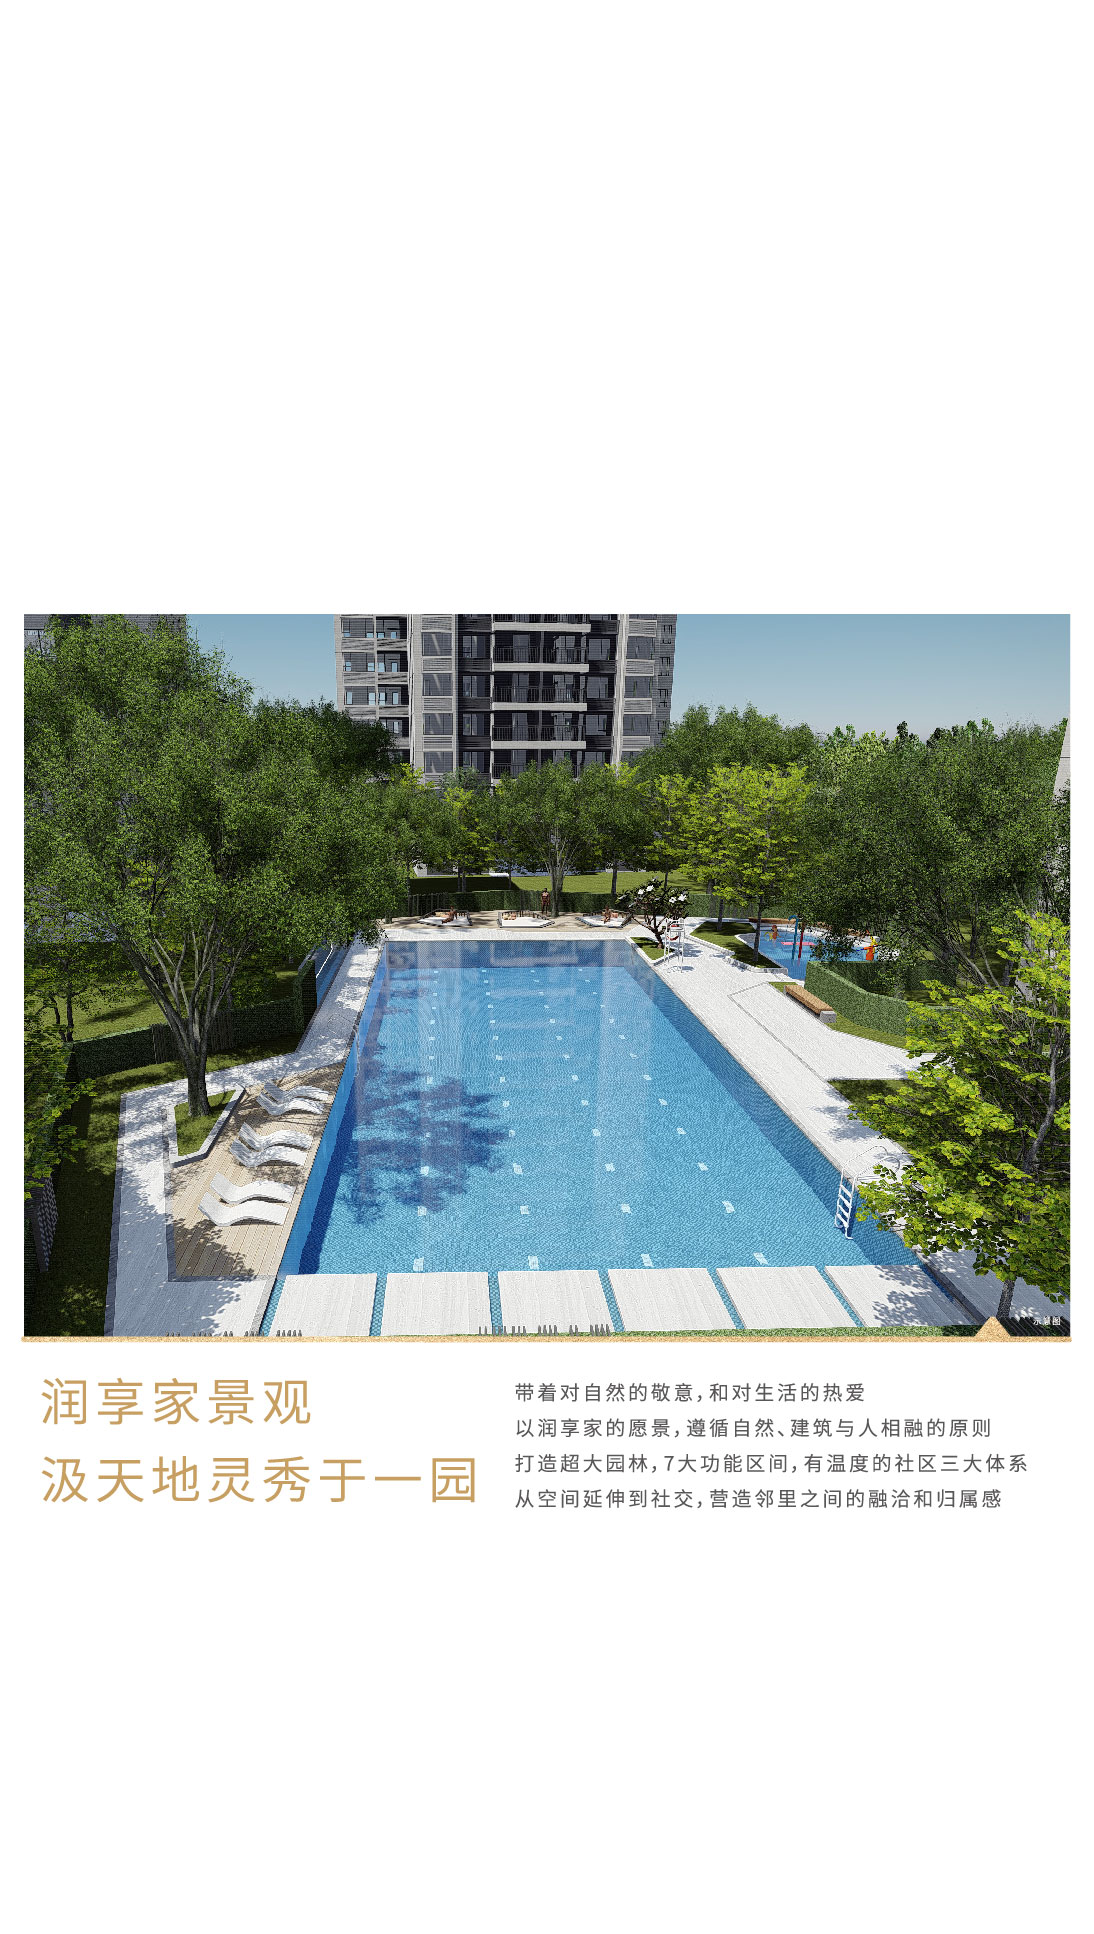 示意图
润享家景观
汲天地灵秀于一园
带着对自然的敬意,和对生活的热爱
以润享家的愿景,遵循自然、建筑与人相融的原则
打造超大园林,7大功能区间,有温度的社区三大体系
从空间延伸到社交,营造邻里之间的融洽和归属感